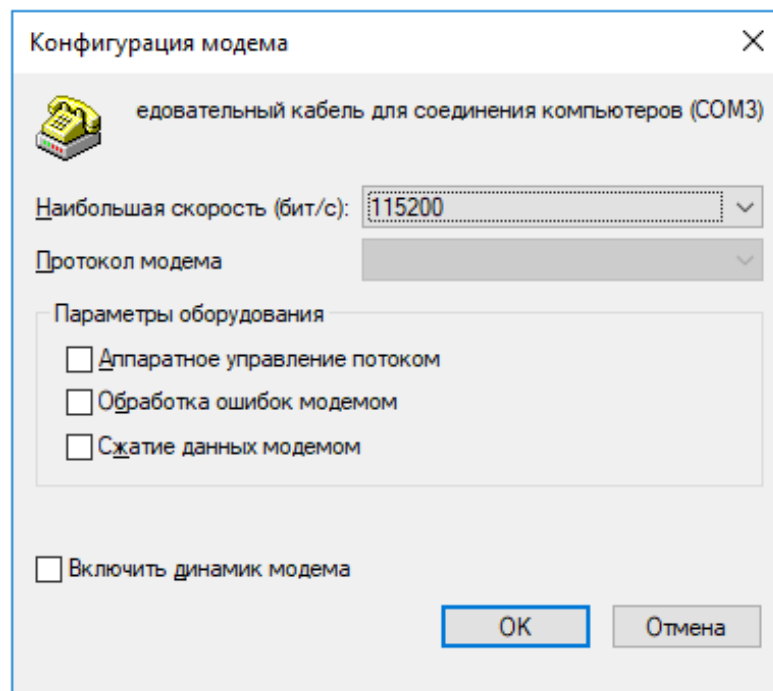 Конфигурация модема
едовательный кабель для соединения компьютеров (COM3)
Наибольшая скорость (бит/с): 115200
Протокол модема
Параметры оборудования
Аппаратное управление потоком
Обработка ошибок модемом
Сжатие данных модемом
Включить динамик модема
OK Отмена